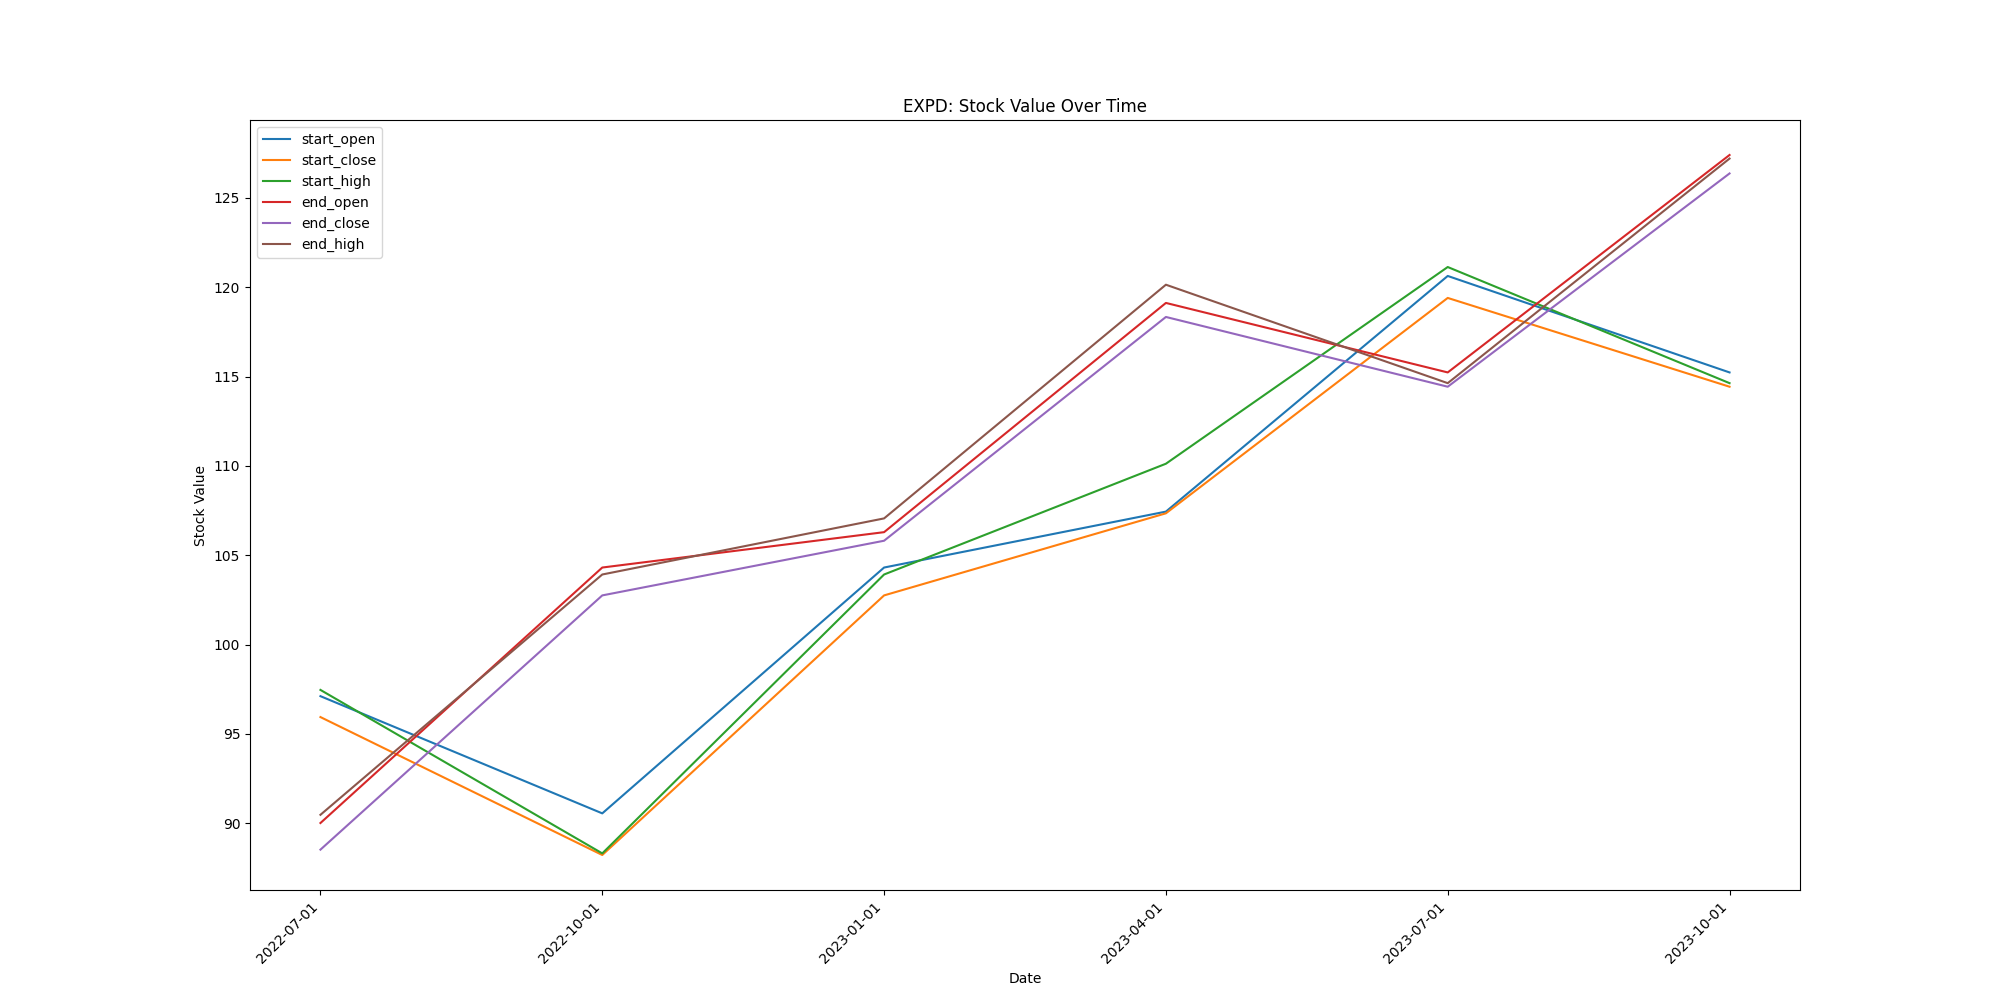 EXPD: Stock Value Over Time
start_open
start_close
start_high
end_open
end_close
end_high
125
120
115
110
105
100
95
90
Stock Value
2022-07-01
2022-10-01
2023-01-01
2023-04-01
2023-07-01
2023-10-01
Date